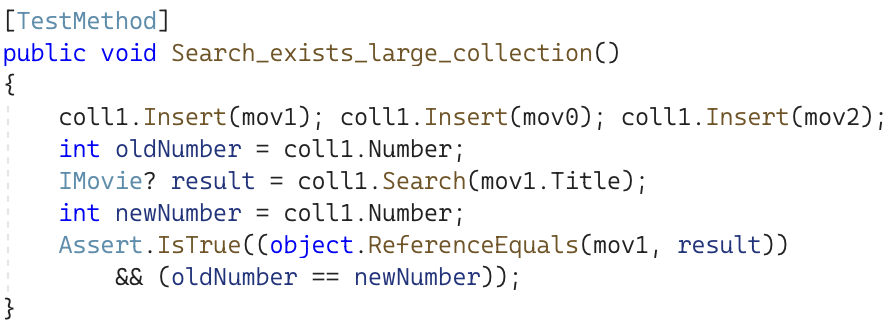 [TestMethod]
public void Search_exists_large_collection()
{
    coll1.Insert(mov1); coll1.Insert(mov0); coll1.Insert(mov2);
    int oldNumber = coll1.Number;
    IMovie? result = coll1.Search(mov1.Title);
    int newNumber = coll1.Number;
    Assert.IsTrue((object.ReferenceEquals(mov1, result))
        && (oldNumber == newNumber));
}